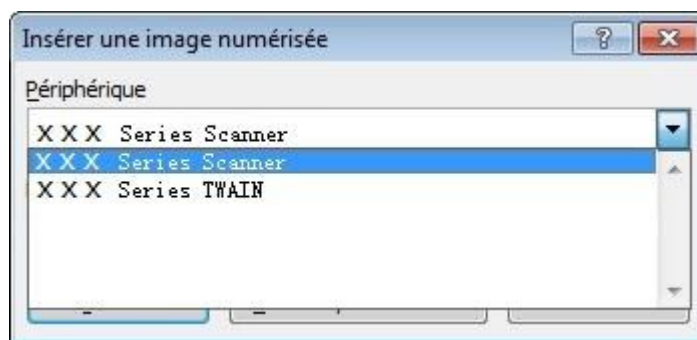 Insérer une image numérisée
Périphérique
X X X Series Scanner
X X X Series Scanner
X X X Series TWAIN